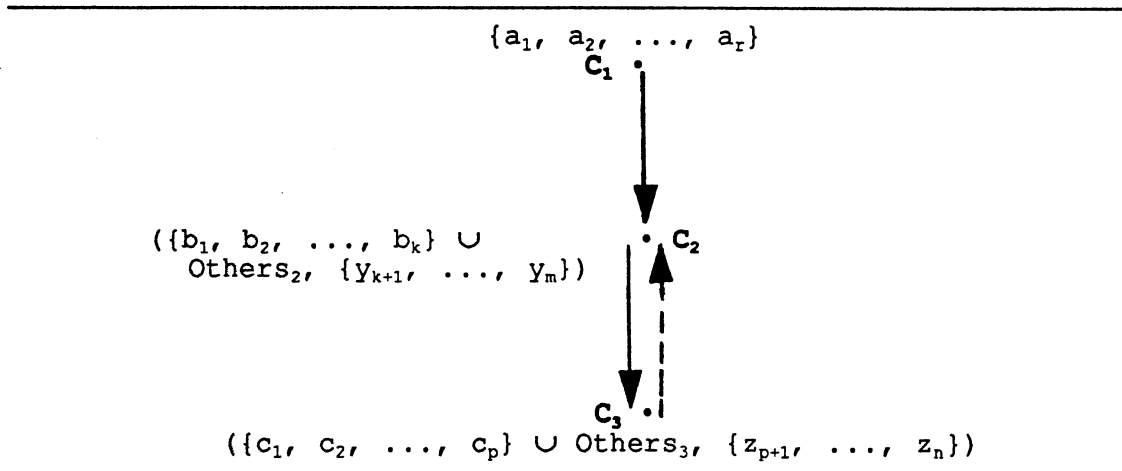 {a₁, a₂, ..., aᵣ}
C₁
({b₁, b₂, ..., bₖ} ∪
C₂
Others₂, {yₖ₊₁, ..., yₘ})
C₃
({c₁, c₂, ..., cₚ} ∪ Others₃, {zₚ₊₁, ..., zₙ})